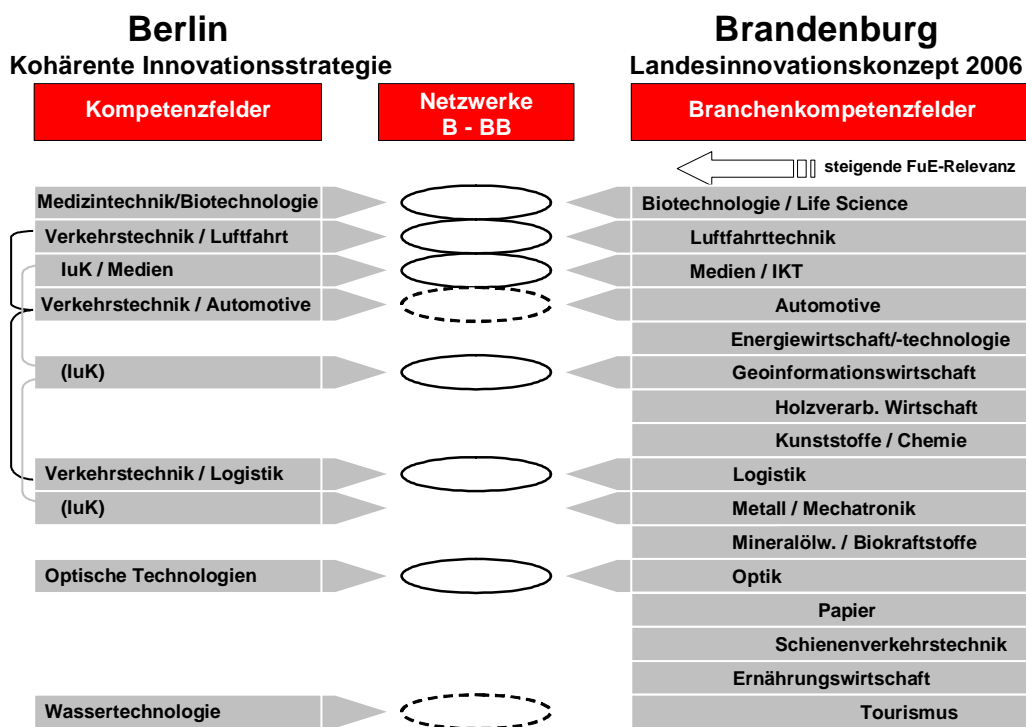 Berlin
Kohärente Innovationsstrategie
Brandenburg
Landesinnovationskonzept 2006
Kompetenzfelder
Netzwerke
B - BB
Branchenkompetenzfelder
steigende FuE-Relevanz
Medizintechnik/Biotechnologie
Biotechnologie / Life Science
Verkehrstechnik / Luftfahrt
Luftfahrttechnik
IuK / Medien
Medien / IKT
Verkehrstechnik / Automotive
Automotive
Energiewirtschaft/-technologie
(IuK)
Geoinformationswirtschaft
Holzverarb. Wirtschaft
Kunststoffe / Chemie
Verkehrstechnik / Logistik
Logistik
(IuK)
Metall / Mechatronik
Mineralölw. / Biokraftstoffe
Optische Technologien
Optik
Papier
Schienenverkehrstechnik
Ernährungswirtschaft
Wassertechnologie
Tourismus